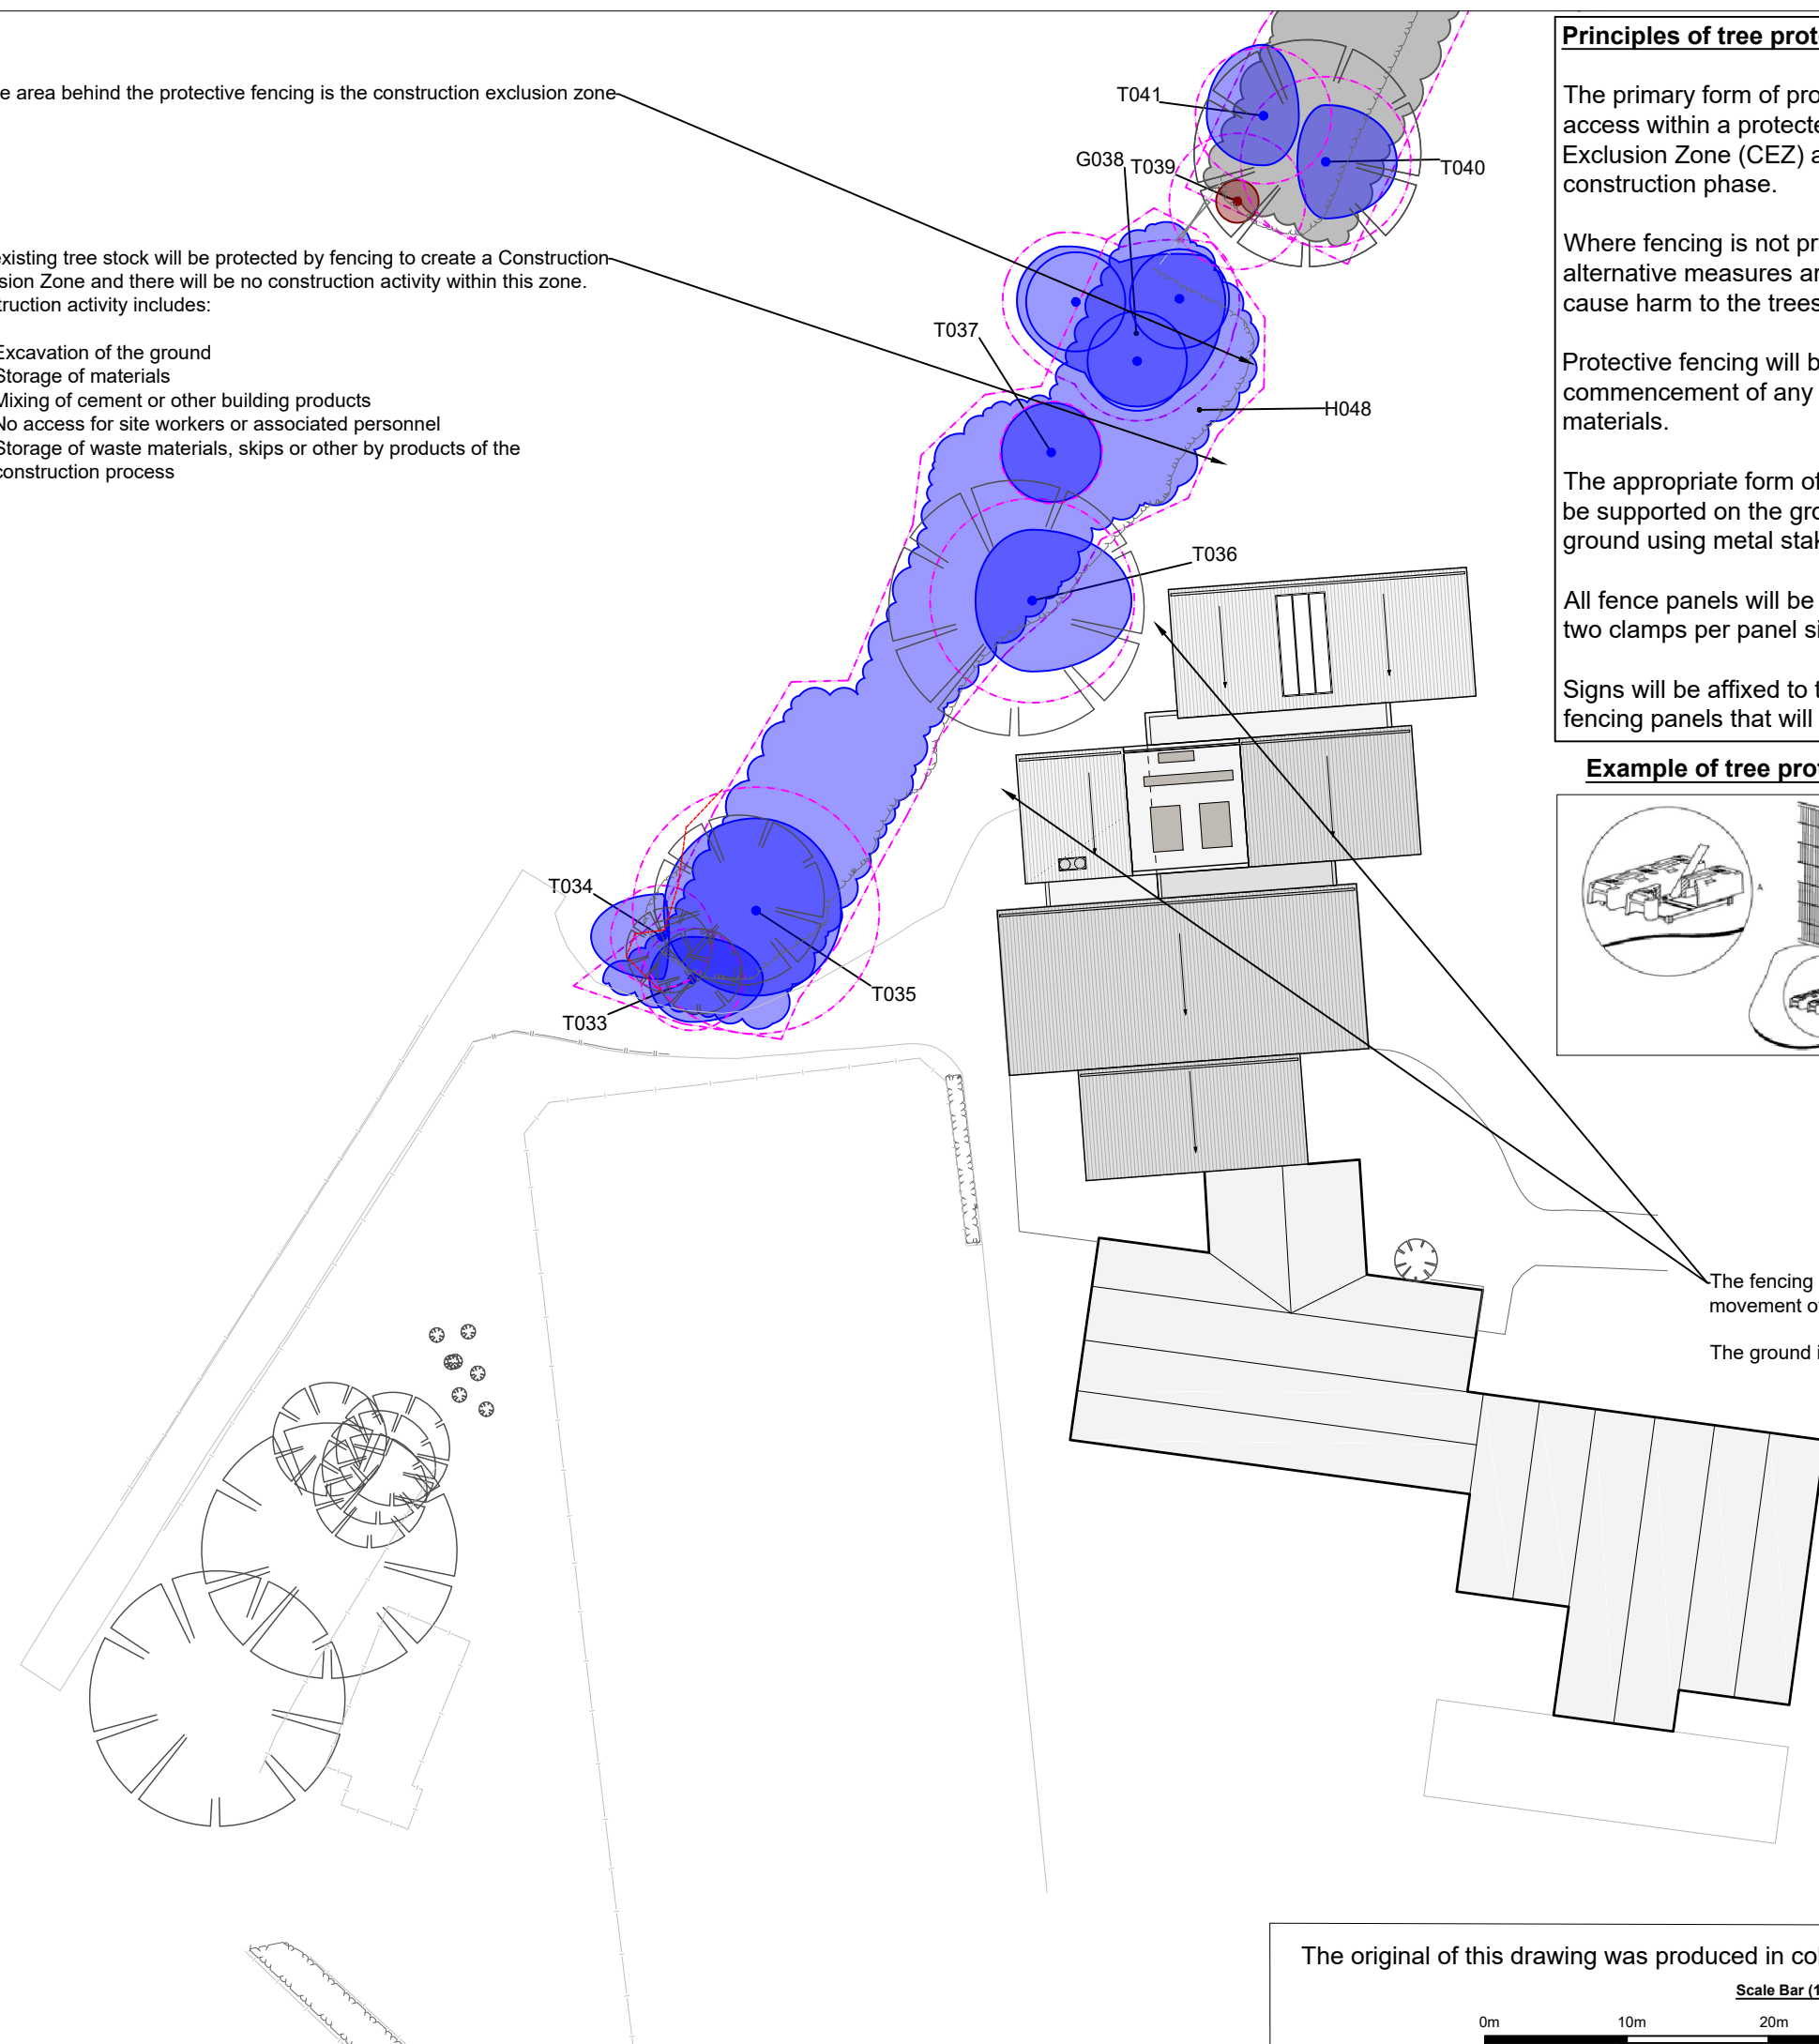 e area behind the protective fencing is the construction exclusion zone
existing tree stock will be protected by fencing to create a Construction
sion Zone and there will be no construction activity within this zone.
truction activity includes:
Excavation of the ground
Storage of materials
Mixing of cement or other building products
No access for site workers or associated personnel
Storage of waste materials, skips or other by products of the
construction process
T041
G038
T039
T040
T037
H048
T036
T034
T035
T033
Principles of tree prot
The primary form of pro
access within a protecte
Exclusion Zone (CEZ) a
construction phase.
Where fencing is not pr
alternative measures ar
cause harm to the trees
Protective fencing will b
commencement of any
materials.
The appropriate form of
be supported on the gro
ground using metal stak
All fence panels will be
two clamps per panel si
Signs will be affixed to t
fencing panels that will
Example of tree prot
A
The fencing
movement o
The ground i
The original of this drawing was produced in col
Scale Bar (1
0m 10m 20m